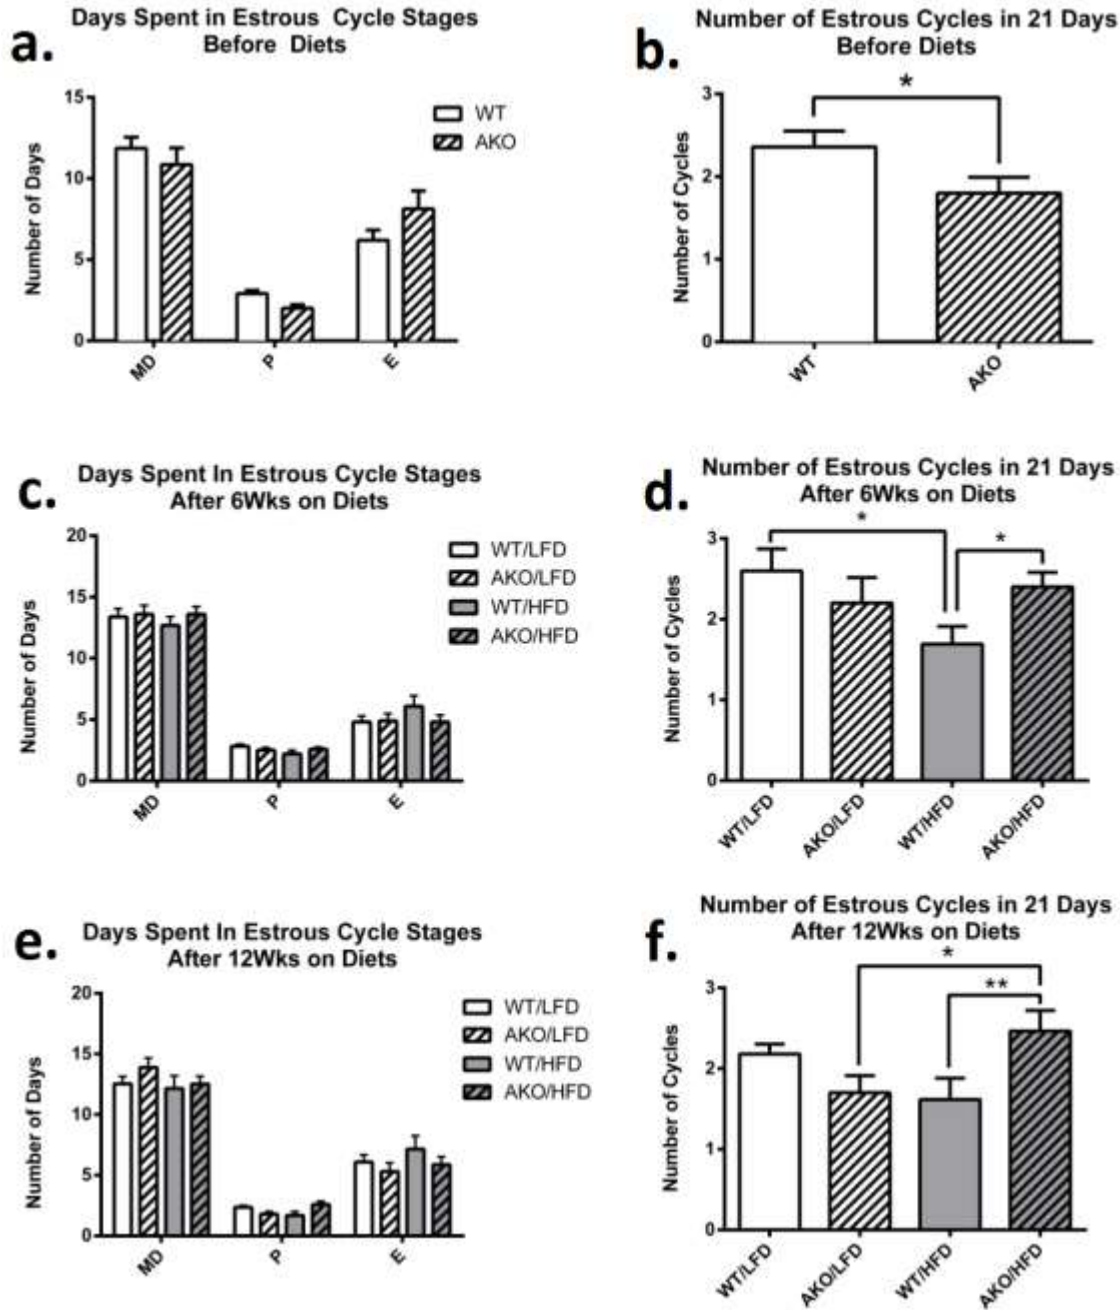 a.
Days Spent in Estrous Cycle Stages
Before Diets
Number of Days
15
10
5
0
MD
P
E
WT
AKO
b.
Number of Estrous Cycles in 21 Days
Before Diets
Number of Cycles
3
2
1
0
*
WT
AKO
c.
Days Spent In Estrous Cycle Stages
After 6Wks on Diets
Number of Days
20
15
10
5
0
MD
P
E
WT/LFD
AKO/LFD
WT/HFD
AKO/HFD
d.
Number of Estrous Cycles in 21 Days
After 6Wks on Diets
Number of Cycles
3
2
1
0
*
*
WT/LFD
AKO/LFD
WT/HFD
AKO/HFD
e.
Days Spent In Estrous Cycle Stages
After 12Wks on Diets
Number of Days
20
15
10
5
0
MD
P
E
WT/LFD
AKO/LFD
WT/HFD
AKO/HFD
f.
Number of Estrous Cycles in 21 Days
After 12Wks on Diets
Number of Cycles
3
2
1
0
*
**
WT/LFD
AKO/LFD
WT/HFD
AKO/HFD